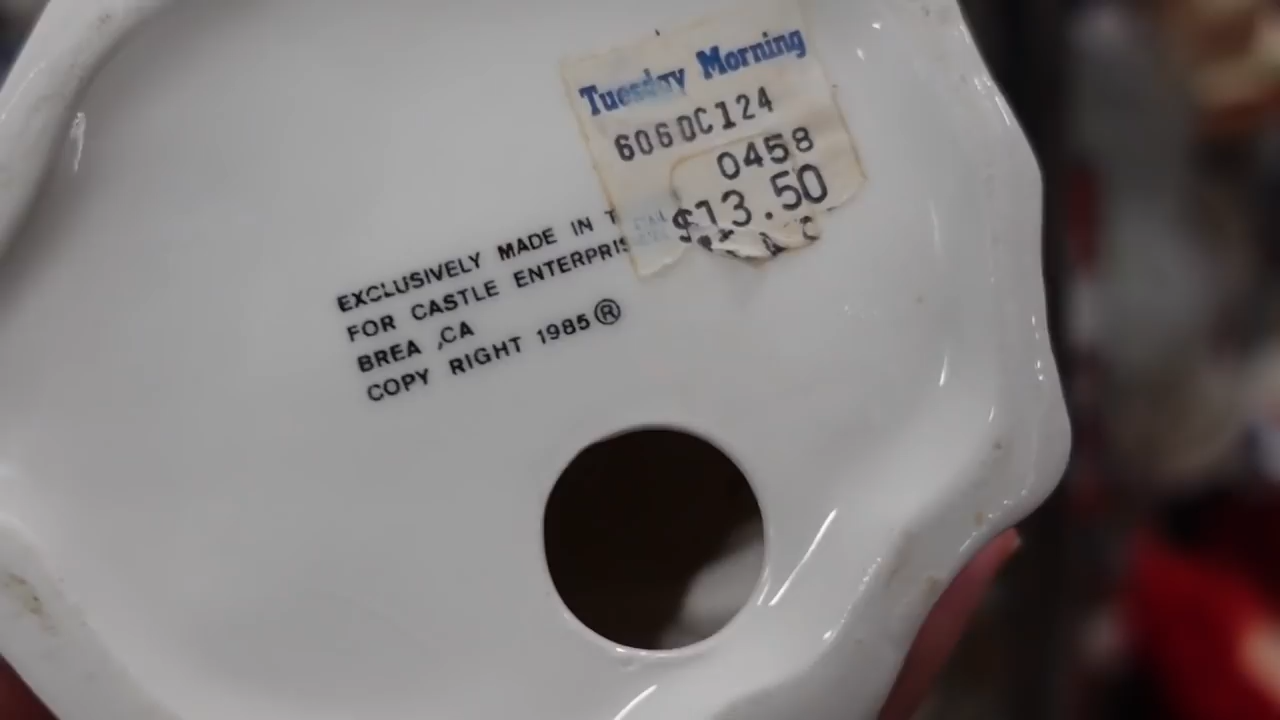 Tuesday Morning
6060C124
0458
$13.50
EXCLUSIVELY MADE IN
FOR CASTLE ENTERPRIS
BREA ,CA
COPY RIGHT 1985 ®